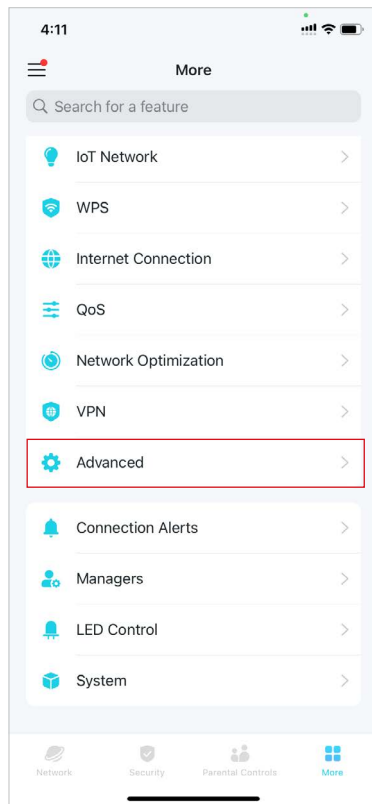 4:11
More
Search for a feature
IoT Network
WPS
Internet Connection
QoS
Network Optimization
VPN
Advanced
Connection Alerts
Managers
LED Control
System
Network Security Parental Controls More